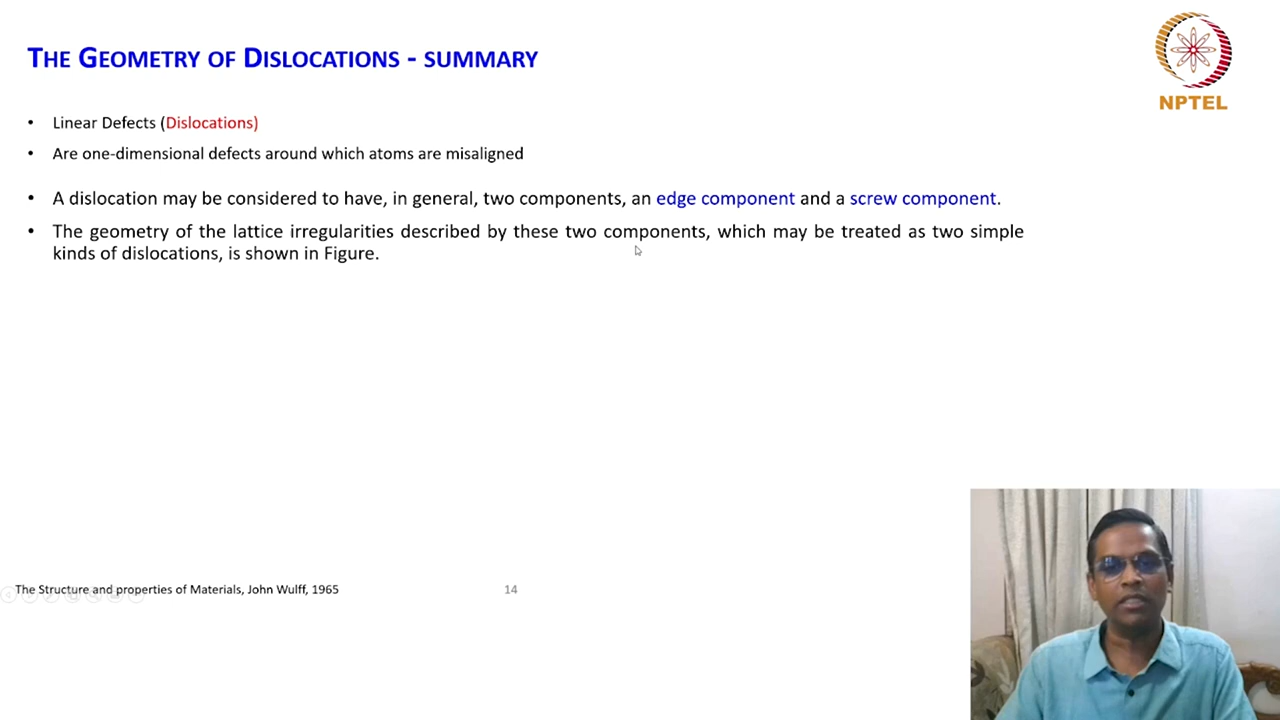 THE GEOMETRY OF DISLOCATIONS - SUMMARY
NPTEL
• Linear Defects (Dislocations)
• Are one-dimensional defects around which atoms are misaligned
• A dislocation may be considered to have, in general, two components, an edge component and a screw component.
• The geometry of the lattice irregularities described by these two components, which may be treated as two simple
kinds of dislocations, is shown in Figure.
The Structure and properties of Materials, John Wulff, 1965
14